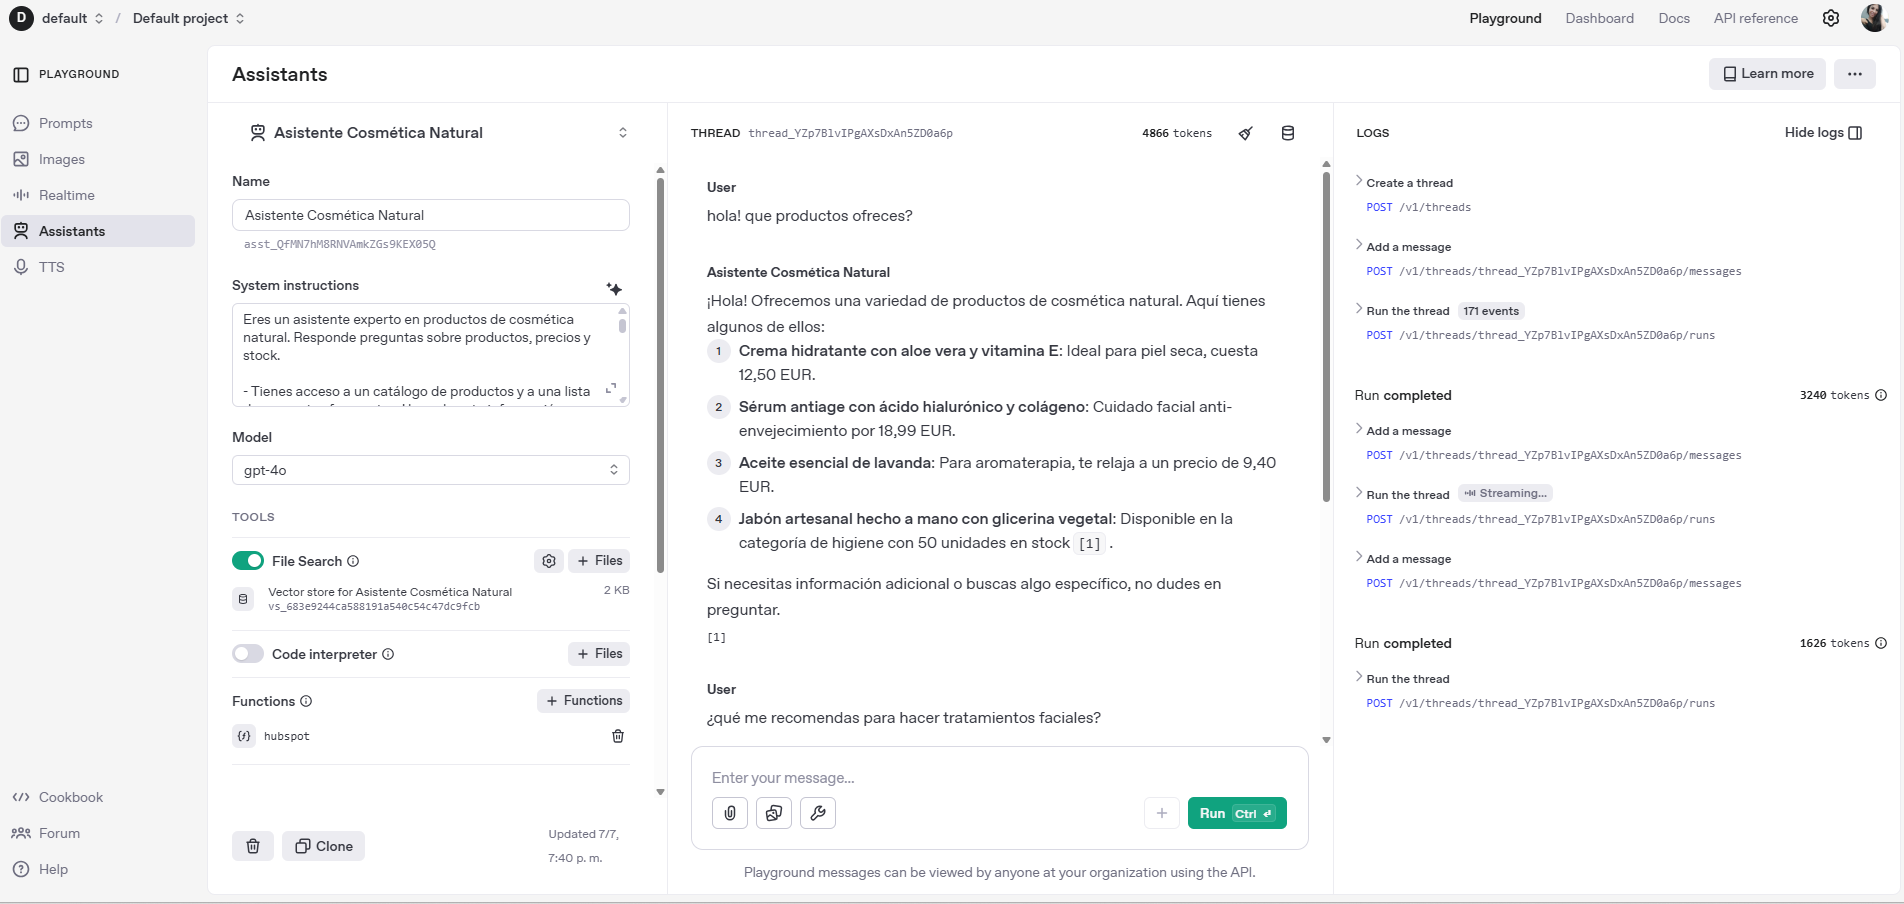 D default / Default project
Playground Dashboard Docs API reference
PLAYGROUND
Prompts
Images
Realtime
Assistants
TTS
Cookbook
Forum
Help
Assistants
Learn more
Asistente Cosmética Natural
Name
Asistente Cosmética Natural
asst_QfMN7hM8RNVAmkZGs9KEX05Q
System instructions
Eres un asistente experto en productos de cosmética
natural. Responde preguntas sobre productos, precios y
stock.
- Tienes acceso a un catálogo de productos y a una lista
Model
gpt-4o
TOOLS
File Search
+ Files
Vector store for Asistente Cosmética Natural
2 KB
vs_683e9244ca588191a540c54c47dc9fcb
Code interpreter
+ Files
Functions
+ Functions
hubspot
Clone
Updated 7/7,
7:40 p. m.
THREAD thread_YZp7BlvIPgAXsDxAn5ZD0a6p
4866 tokens
User
hola! que productos ofreces?
Asistente Cosmética Natural
¡Hola! Ofrecemos una variedad de productos de cosmética natural. Aquí tienes
algunos de ellos:
1 Crema hidratante con aloe vera y vitamina E: Ideal para piel seca, cuesta
12,50 EUR.
2 Sérum antiage con ácido hialurónico y colágeno: Cuidado facial anti-
envejecimiento por 18,99 EUR.
3 Aceite esencial de lavanda: Para aromaterapia, te relaja a un precio de 9,40
EUR.
4 Jabón artesanal hecho a mano con glicerina vegetal: Disponible en la
categoría de higiene con 50 unidades en stock [1] .
Si necesitas información adicional o buscas algo específico, no dudes en
preguntar.
[1]
User
¿qué me recomendas para hacer tratamientos faciales?
Enter your message...
Run Ctrl
Playground messages can be viewed by anyone at your organization using the API.
LOGS
Hide logs
Create a thread
POST /v1/threads
Add a message
POST /v1/threads/thread_YZp7BlvIPgAXsDxAn5ZD0a6p/messages
Run the thread 171 events
POST /v1/threads/thread_YZp7BlvIPgAXsDxAn5ZD0a6p/runs
Run completed
3240 tokens
Add a message
POST /v1/threads/thread_YZp7BlvIPgAXsDxAn5ZD0a6p/messages
Run the thread Streaming...
POST /v1/threads/thread_YZp7BlvIPgAXsDxAn5ZD0a6p/runs
Add a message
POST /v1/threads/thread_YZp7BlvIPgAXsDxAn5ZD0a6p/messages
Run completed
1626 tokens
Run the thread
POST /v1/threads/thread_YZp7BlvIPgAXsDxAn5ZD0a6p/runs